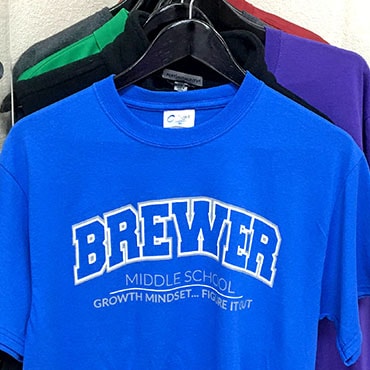 BREWER
MIDDLE SCHOOL
GROWTH MINDSET... FIGURE IT OUT